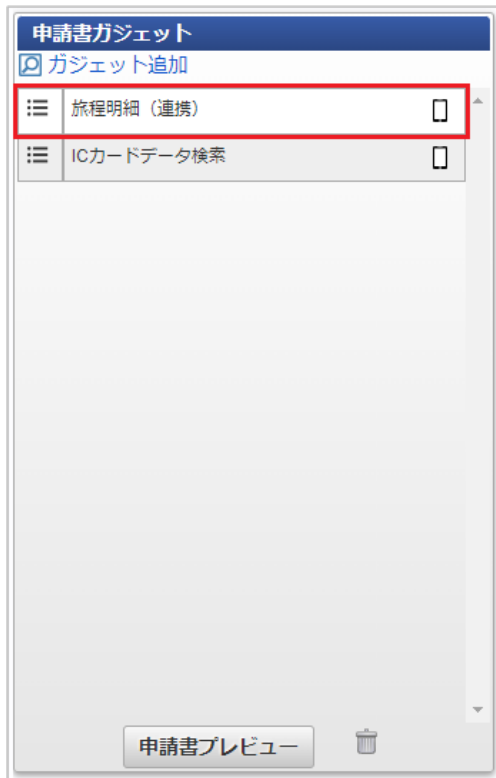 申請書ガジェット
ガジェット追加
旅程明細（連携）
ICカードデータ検索
申請書プレビュー